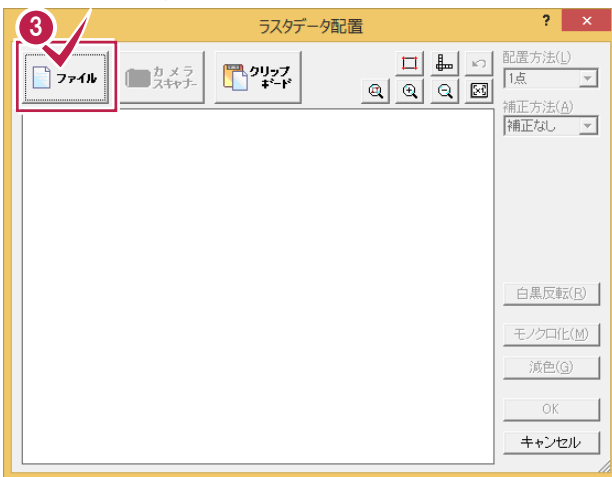 3
ラスタデータ配置
? ×
ファイル
カメラ
スキャナー
クリップ
ボード
配置方法(L)
1点
補正方法(A)
補正なし
白黒反転(R)
モノクロ化(M)
減色(G)
OK
キャンセル